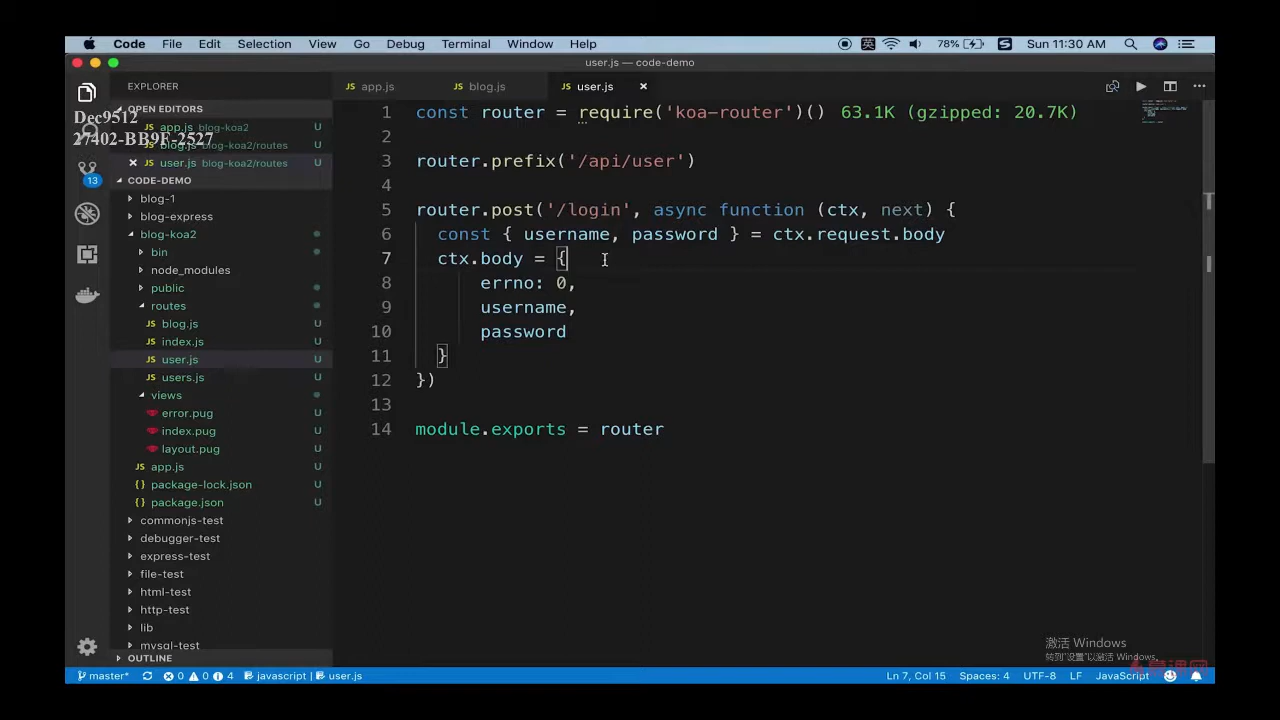 Code File Edit Selection View Go Debug Terminal Window Help 英 78% Sun 11:30 AM
user.js — code-demo
EXPLORER
app.js blog.js user.js ×
OPEN EDITORS
Dec9512
27402-BB9F-2527
app.js blog-koa2 U
blog.js blog-koa2/routes U
× user.js blog-koa2/routes U
CODE-DEMO
13
blog-1
blog-express
blog-koa2
bin
node_modules
public
routes
JS blog.js U
JS index.js U
JS user.js U
JS users.js U
views
error.pug U
index.pug U
layout.pug U
JS app.js U
{ } package-lock.json U
{ } package.json U
commonjs-test
debugger-test
express-test
file-test
html-test
http-test
lib
mysql-test
OUTLINE
1 const router = require('koa-router')() 63.1K (gzipped: 20.7K)
2
3 router.prefix('/api/user')
4
5 router.post('/login', async function (ctx, next) {
6 const { username, password } = ctx.request.body
7 ctx.body = {
8 errno: 0,
9 username,
10 password
11 }
12 })
13
14 module.exports = router
激活 Windows
转到"设置"以激活 Windows。
master* 0 0 4 javascript | user.js Ln 7, Col 15 Spaces: 4 UTF-8 LF JavaScript